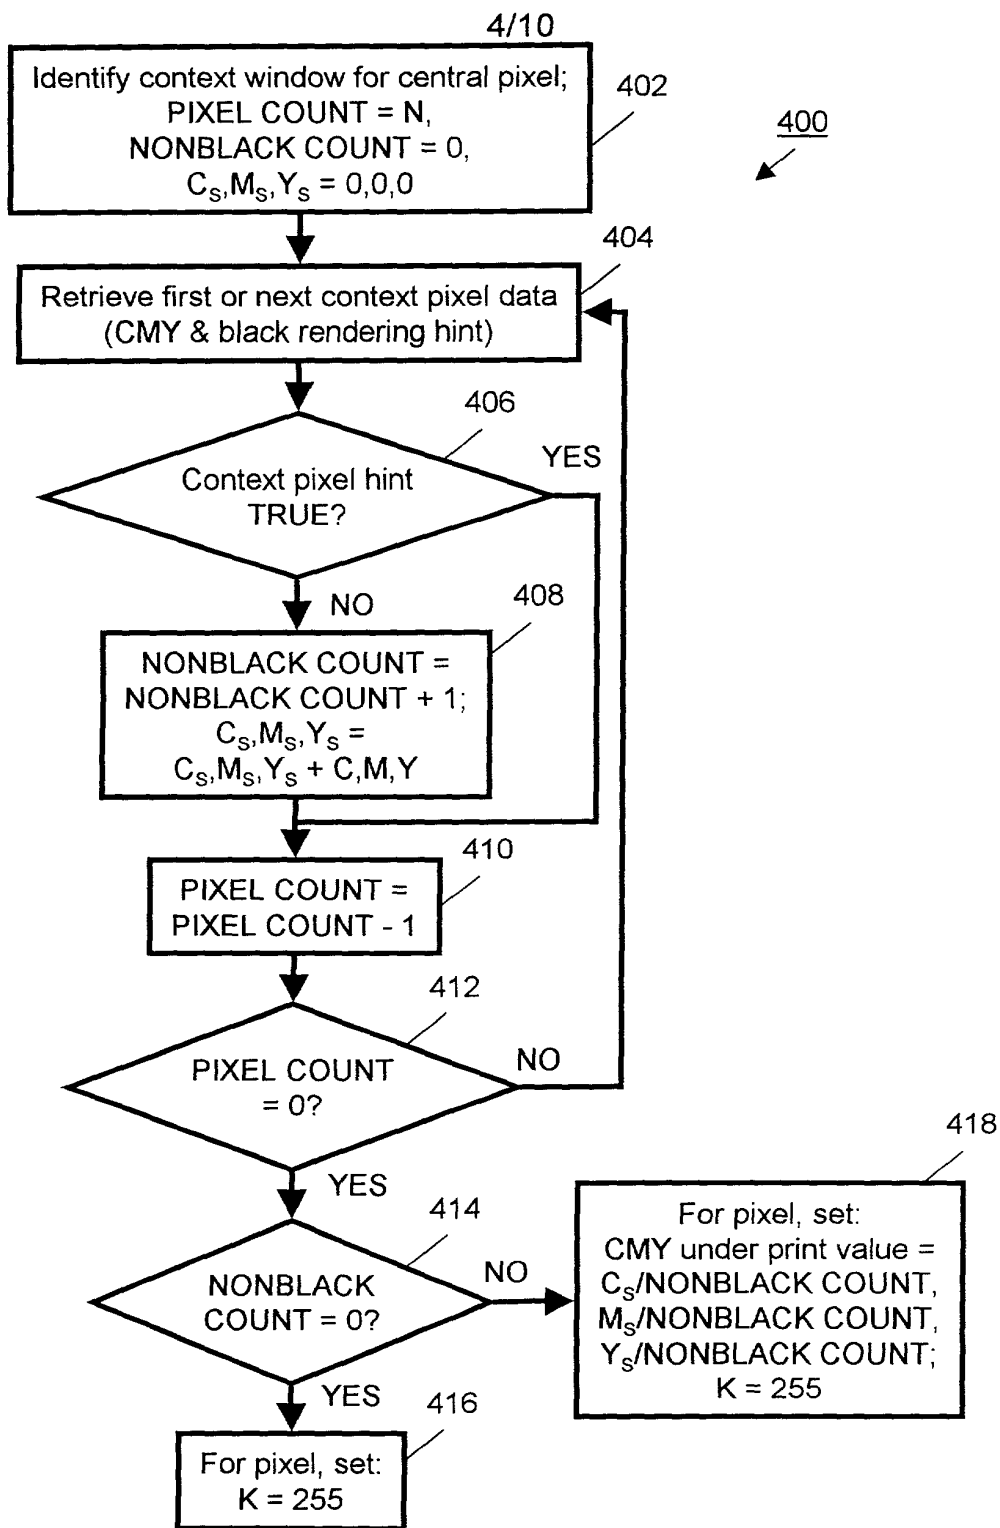 4/10
Identify context window for central pixel;
PIXEL COUNT = N,
NONBLACK COUNT = 0,
Cs,Ms,Ys = 0,0,0
402
400
404
Retrieve first or next context pixel data
(CMY & black rendering hint)
406
YES
Context pixel hint
TRUE?
NO
408
NONBLACK COUNT =
NONBLACK COUNT + 1;
Cs,Ms,Ys =
Cs,Ms,Ys + C,M,Y
410
PIXEL COUNT =
PIXEL COUNT - 1
412
PIXEL COUNT
= 0?
NO
YES
414
NONBLACK
COUNT = 0?
NO
418
For pixel, set:
CMY under print value =
Cs/NONBLACK COUNT,
Ms/NONBLACK COUNT,
Ys/NONBLACK COUNT;
K = 255
YES
416
For pixel, set:
K = 255